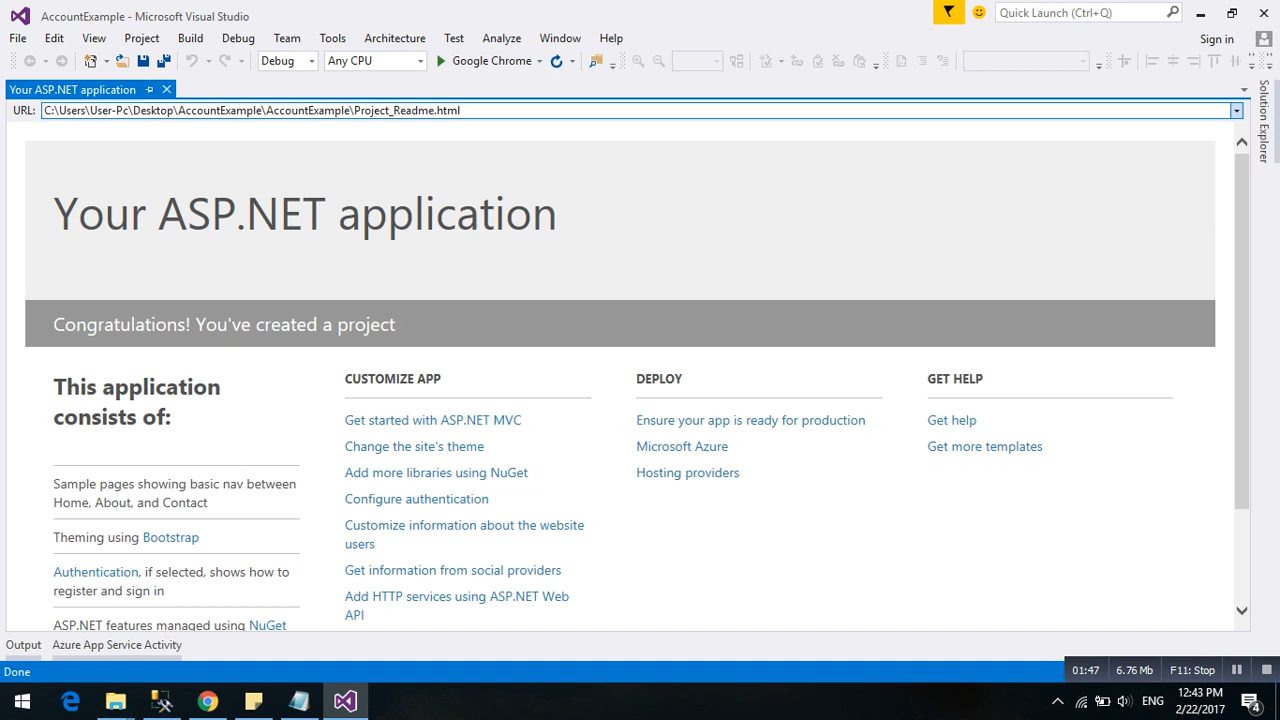 AccountExample - Microsoft Visual Studio
Quick Launch (Ctrl+Q)
File Edit View Project Build Debug Team Tools Architecture Test Analyze Window Help
Sign in
Debug Any CPU Google Chrome
Your ASP.NET application
Solution Explorer
URL: C:\Users\User-Pc\Desktop\AccountExample\AccountExample\Project_Readme.html
Your ASP.NET application
Congratulations! You've created a project
This application
consists of:
Sample pages showing basic nav between
Home, About, and Contact
Theming using Bootstrap
Authentication, if selected, shows how to
register and sign in
ASP.NET features managed using NuGet
CUSTOMIZE APP
Get started with ASP.NET MVC
Change the site's theme
Add more libraries using NuGet
Configure authentication
Customize information about the website
users
Get information from social providers
Add HTTP services using ASP.NET Web
API
DEPLOY
Ensure your app is ready for production
Microsoft Azure
Hosting providers
GET HELP
Get help
Get more templates
Output Azure App Service Activity
Done
01:47 6.76 Mb F11: Stop
ENG
12:43 PM
2/22/2017
4